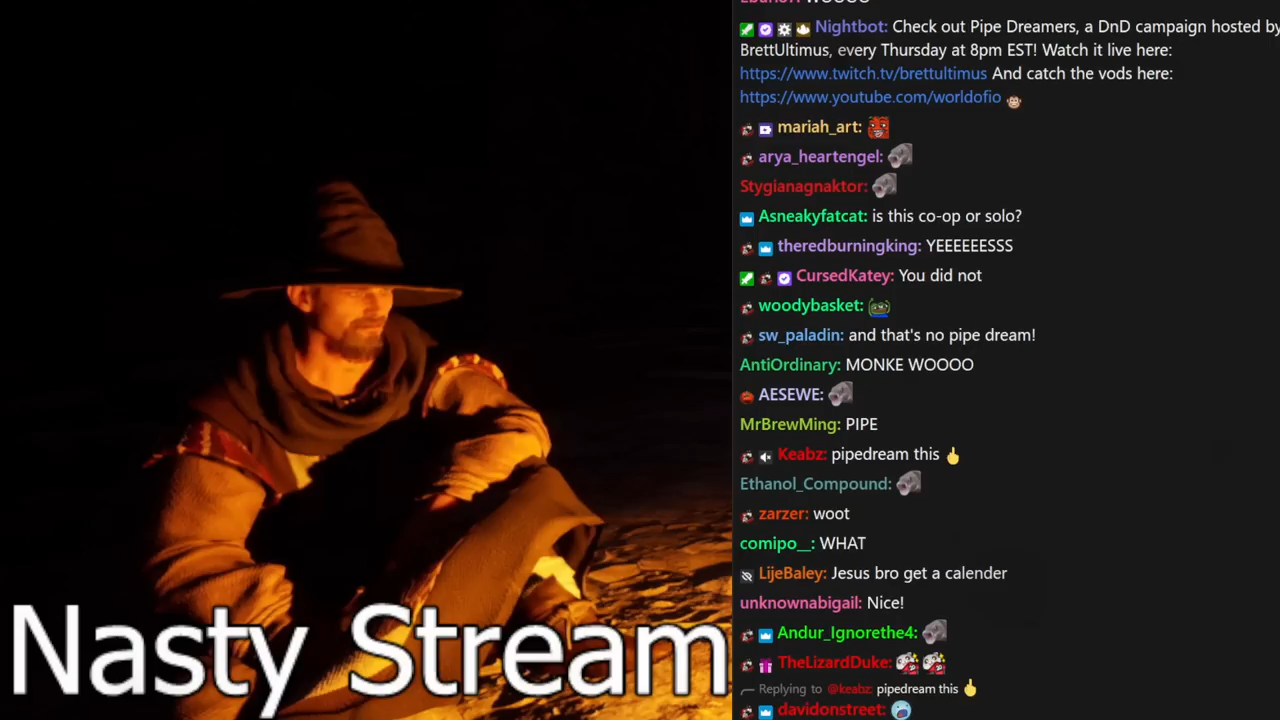 Nightbot: Check out Pipe Dreamers, a DnD campaign hosted by
BrettUltimus, every Thursday at 8pm EST! Watch it live here:
https://www.twitch.tv/brettultimus And catch the vods here:
https://www.youtube.com/worldofio
mariah_art:
arya_heartengel:
Stygianagnaktor:
Asneakyfatcat: is this co-op or solo?
theredburningking: YEEEEEESSS
CursedKatey: You did not
woodybasket:
sw_paladin: and that's no pipe dream!
AntiOrdinary: MONKE WOOOO
AESEWE:
MrBrewMing: PIPE
Keabz: pipedream this
Ethanol_Compound:
zarzer: woot
comipo__: WHAT
LijeBaley: Jesus bro get a calender
unknownabigail: Nice!
Andur_Ignorethe4:
TheLizardDuke:
Replying to @keabz: pipedream this
davidonstreet:
Nasty Stream